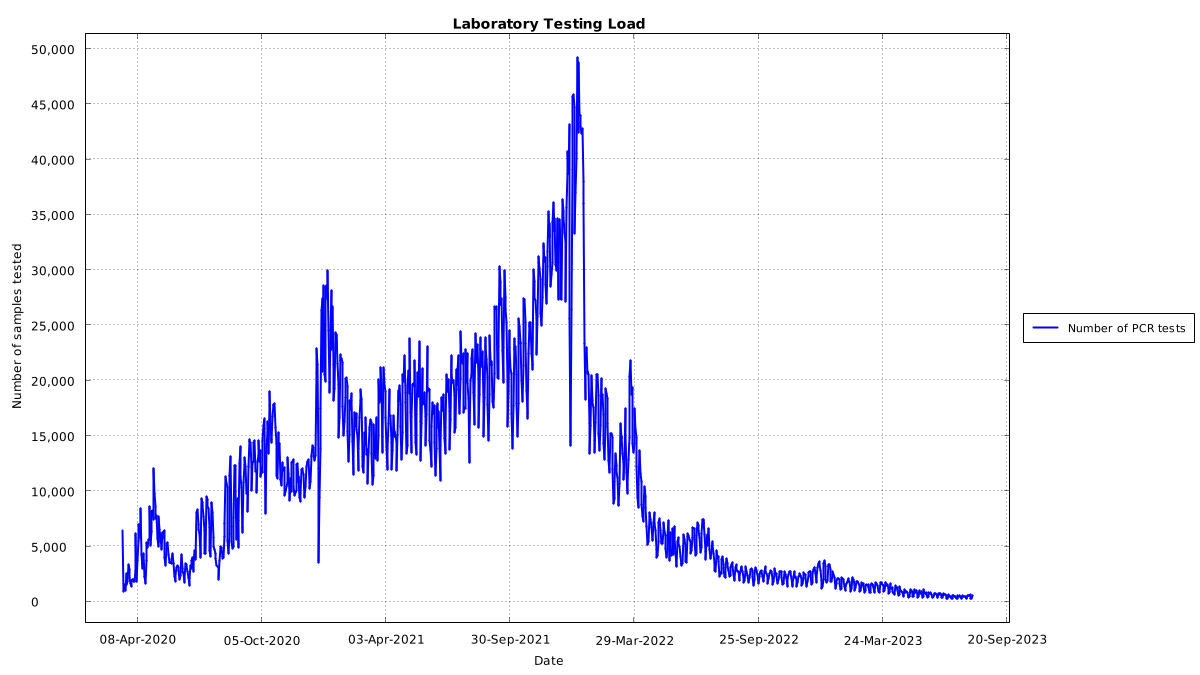 Laboratory Testing Load
50,000
45,000
40,000
35,000
30,000
25,000
20,000
15,000
10,000
5,000
0
Number of samples tested
08-Apr-2020 05-Oct-2020 03-Apr-2021 30-Sep-2021 29-Mar-2022 25-Sep-2022 24-Mar-2023 20-Sep-2023
Date
Number of PCR tests